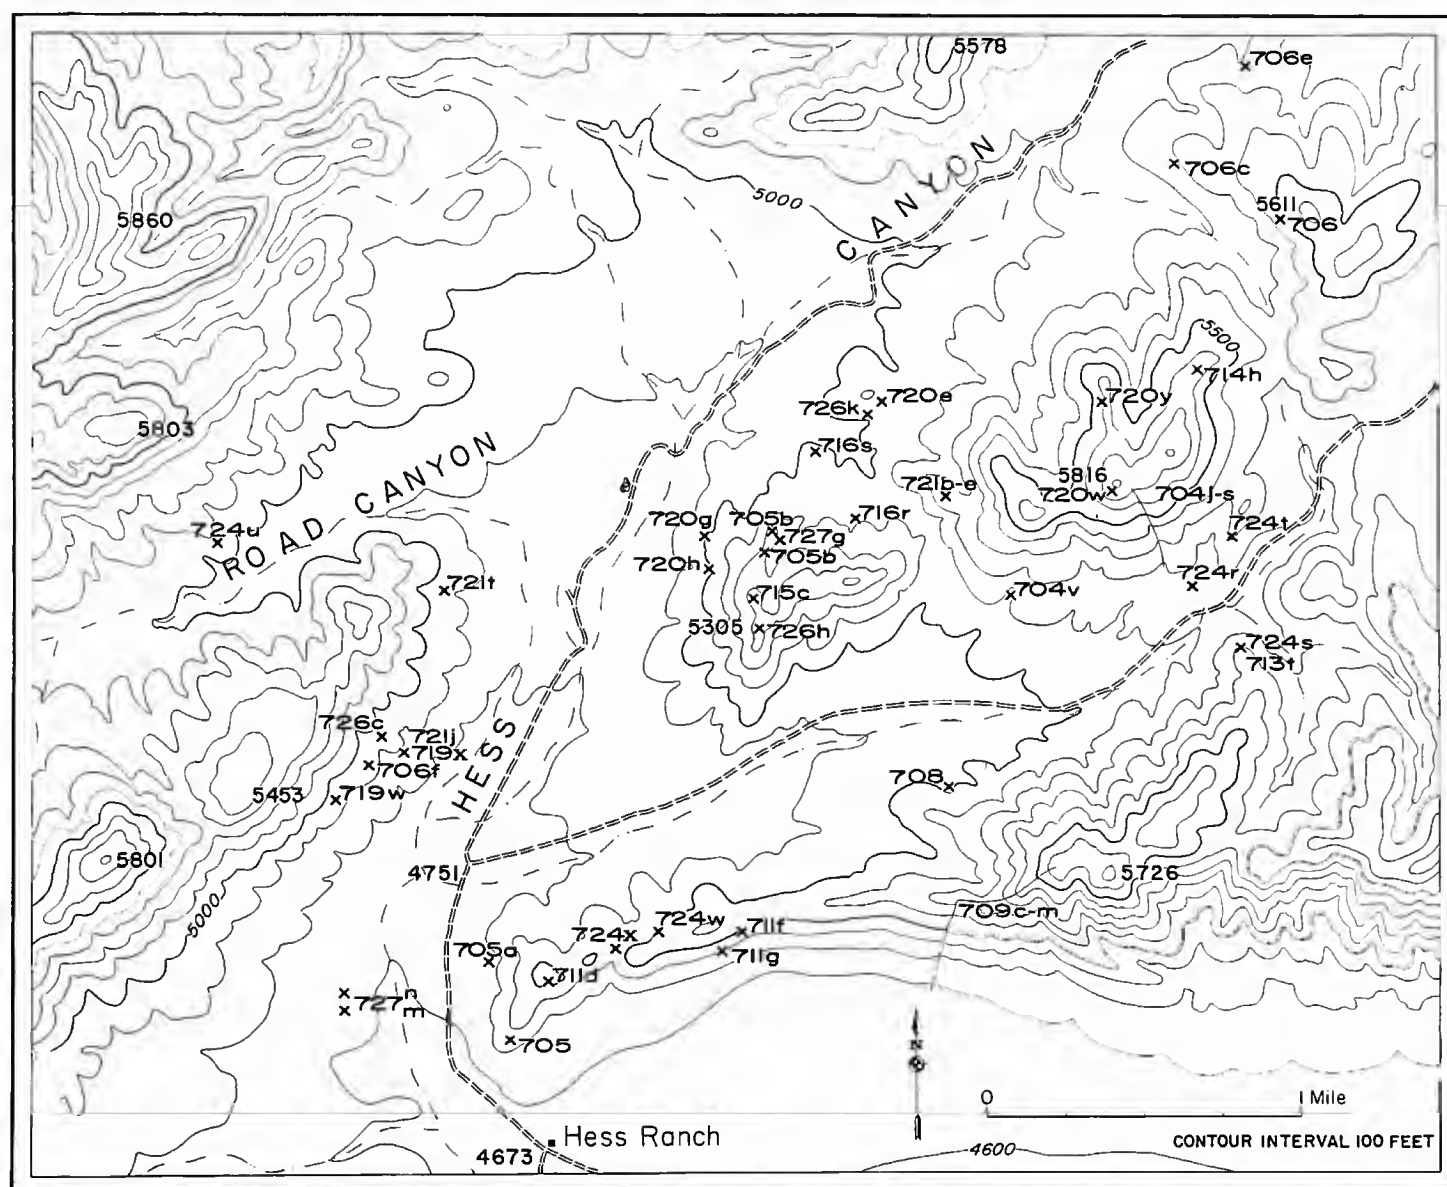 5578
706e
CANYON
706c
5000
5611
706
5860
5500
714h
720e
720y
726k
5803
716s
ROAD CANYON
5816
721b-e
720w
704j-s
724u
720g
705b
716r
727g
724t
705b
720h
721t
715c
724r
704v
5305
726h
724s
713t
726c
721j
719x
706f
HESS
708
719w
5453
5801
4751
5726
5000
709c-m
724w
711f
724x
705a
711g
711d
727n
m
705
N
0
1 Mile
Hess Ranch
CONTOUR INTERVAL 100 FEET
4673
4600